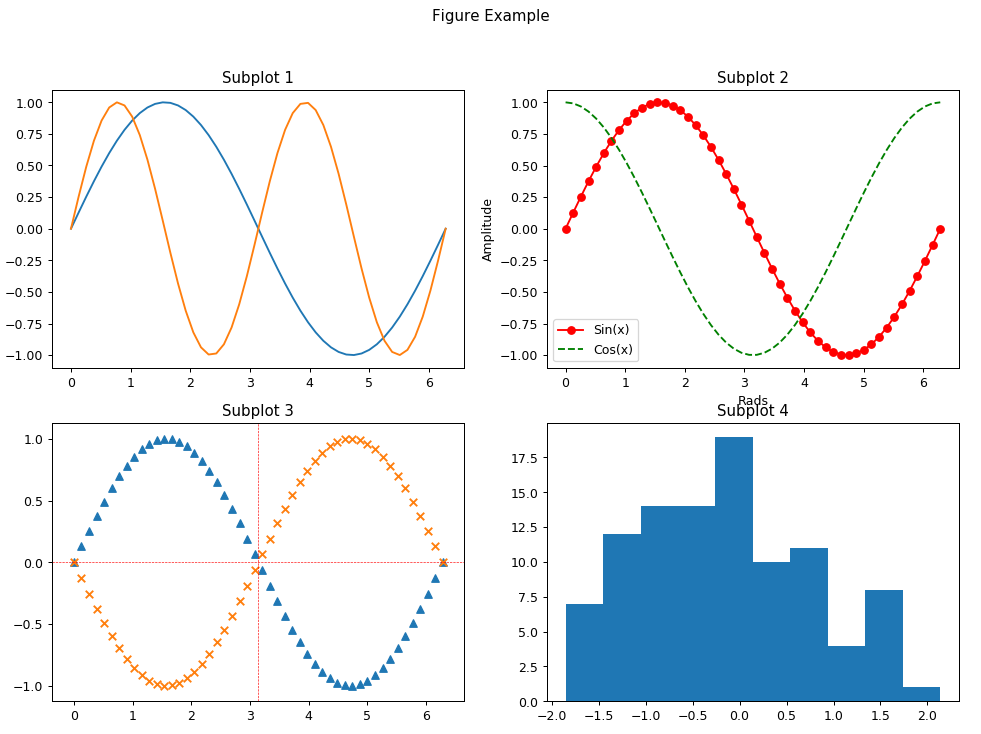 Figure Example
Subplot 1
1.00
0.75
0.50
0.25
0.00
−0.25
−0.50
−0.75
−1.00
0 1 2 3 4 5 6
Subplot 2
Amplitude
1.00
0.75
0.50
0.25
0.00
−0.25
−0.50
−0.75
−1.00
Sin(x)
Cos(x)
0 1 2 3 4 5 6
Rads
Subplot 3
1.0
0.5
0.0
−0.5
−1.0
0 1 2 3 4 5 6
Subplot 4
17.5
15.0
12.5
10.0
7.5
5.0
2.5
0.0
−2.0 −1.5 −1.0 −0.5 0.0 0.5 1.0 1.5 2.0